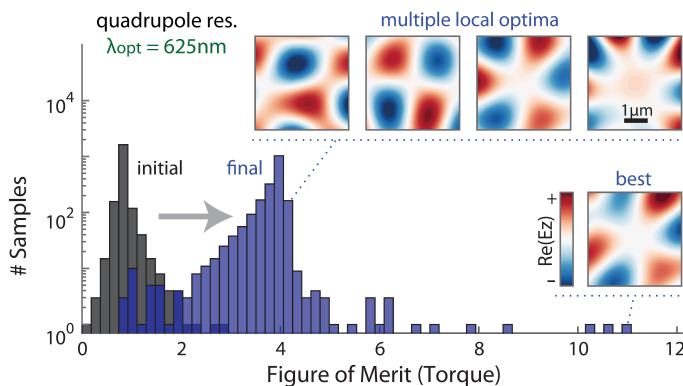 quadrupole res.
λopt = 625nm
multiple local optima
1μm
initial
final
best
+
Re(Ez)
–
# Samples
10⁴
10²
10⁰
0 2 4 6 8 10 12
Figure of Merit (Torque)